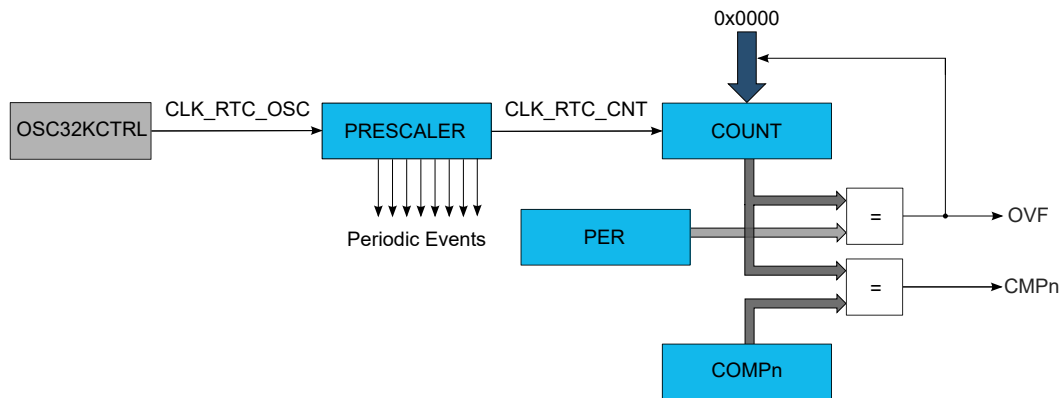 0x0000
OSC32KCTRL
CLK_RTC_OSC
PRESCALER
CLK_RTC_CNT
COUNT
Periodic Events
PER
=
OVF
=
CMPn
COMPn